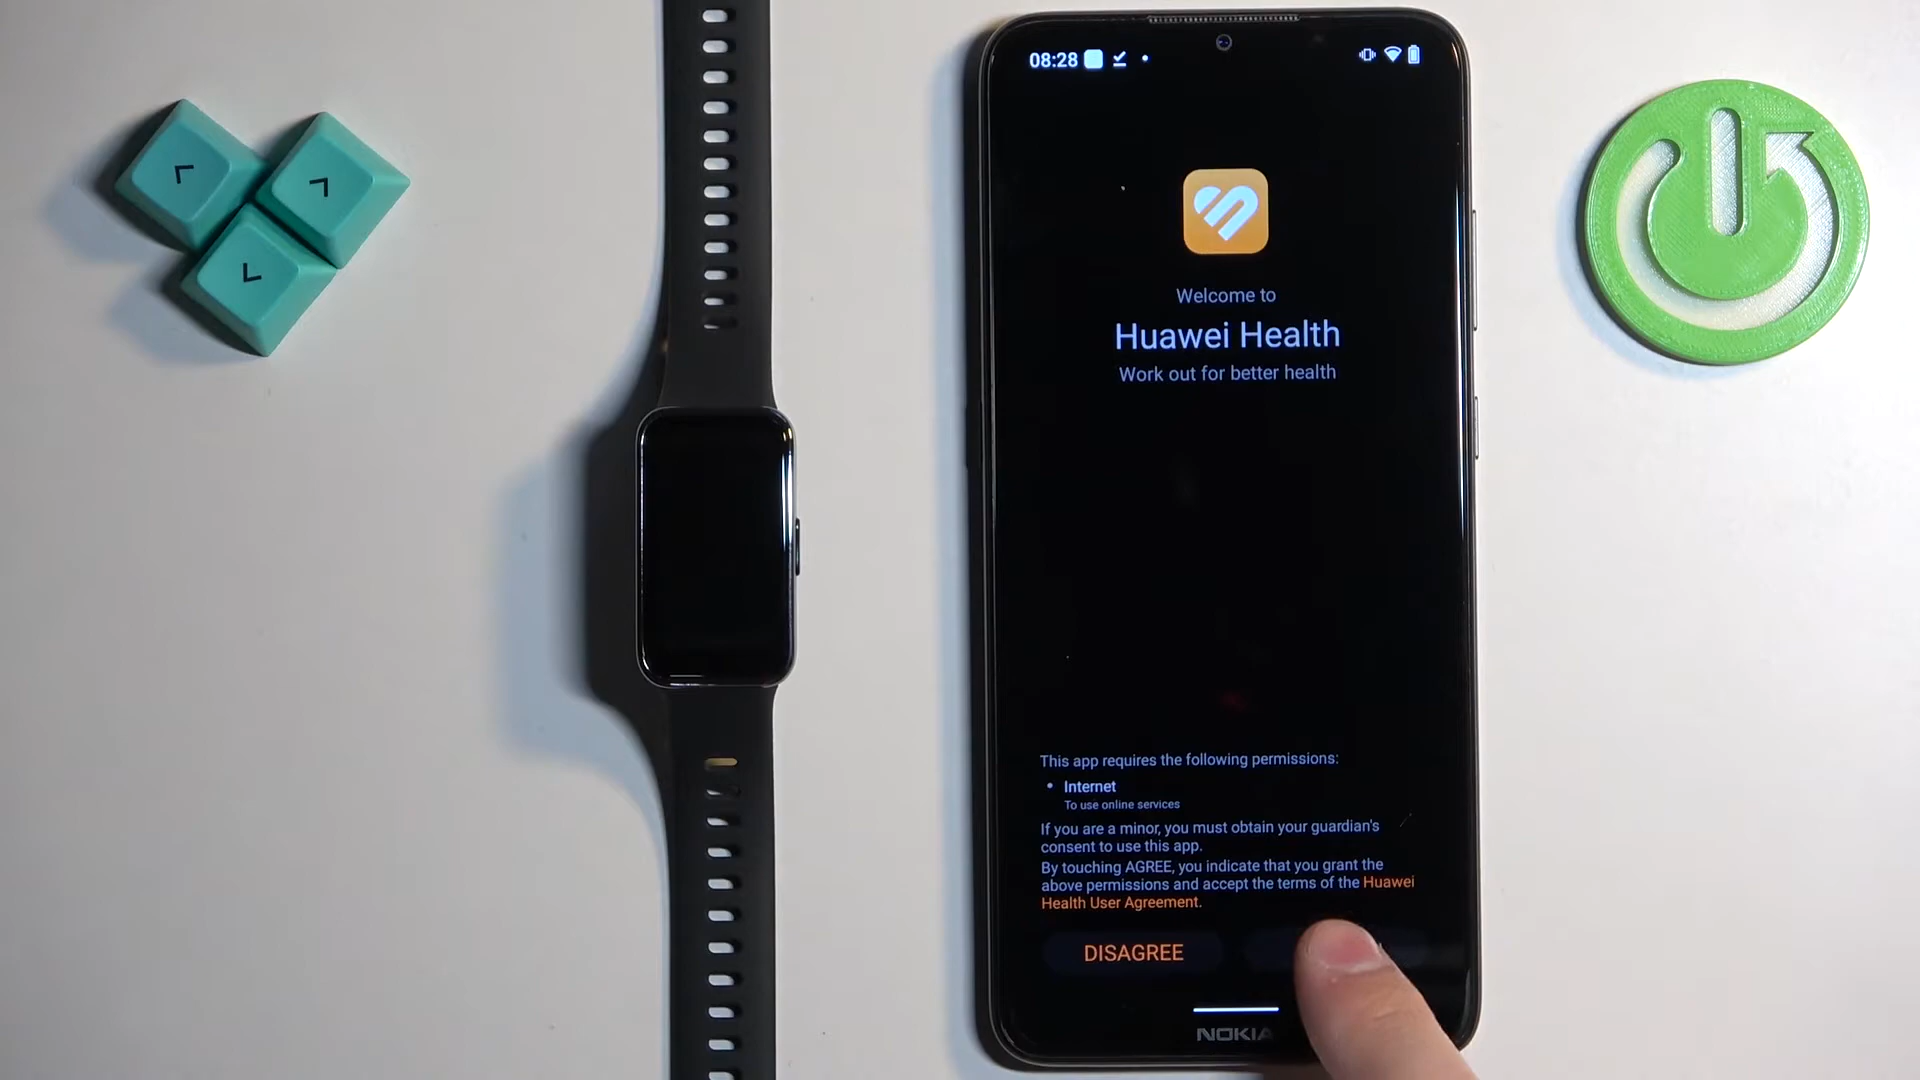 08:28
Welcome to
Huawei Health
Work out for better health
This app requires the following permissions:
• Internet
To use online services
If you are a minor, you must obtain your guardian's
consent to use this app.
By touching AGREE, you indicate that you grant the
above permissions and accept the terms of the Huawei
Health User Agreement.
DISAGREE
NOKIA